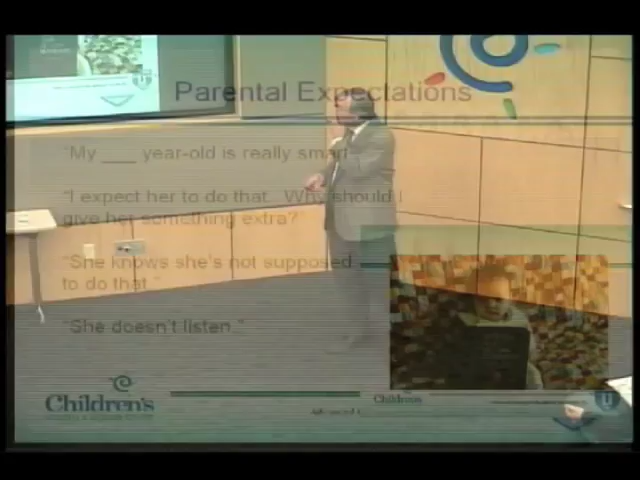 Parental Expectations
"My ___ year-old is really smart
"I expect her to do that. Why should I
give her something extra?"
"She knows she's not supposed
to do that."
"She doesn't listen."
Children's
Children's